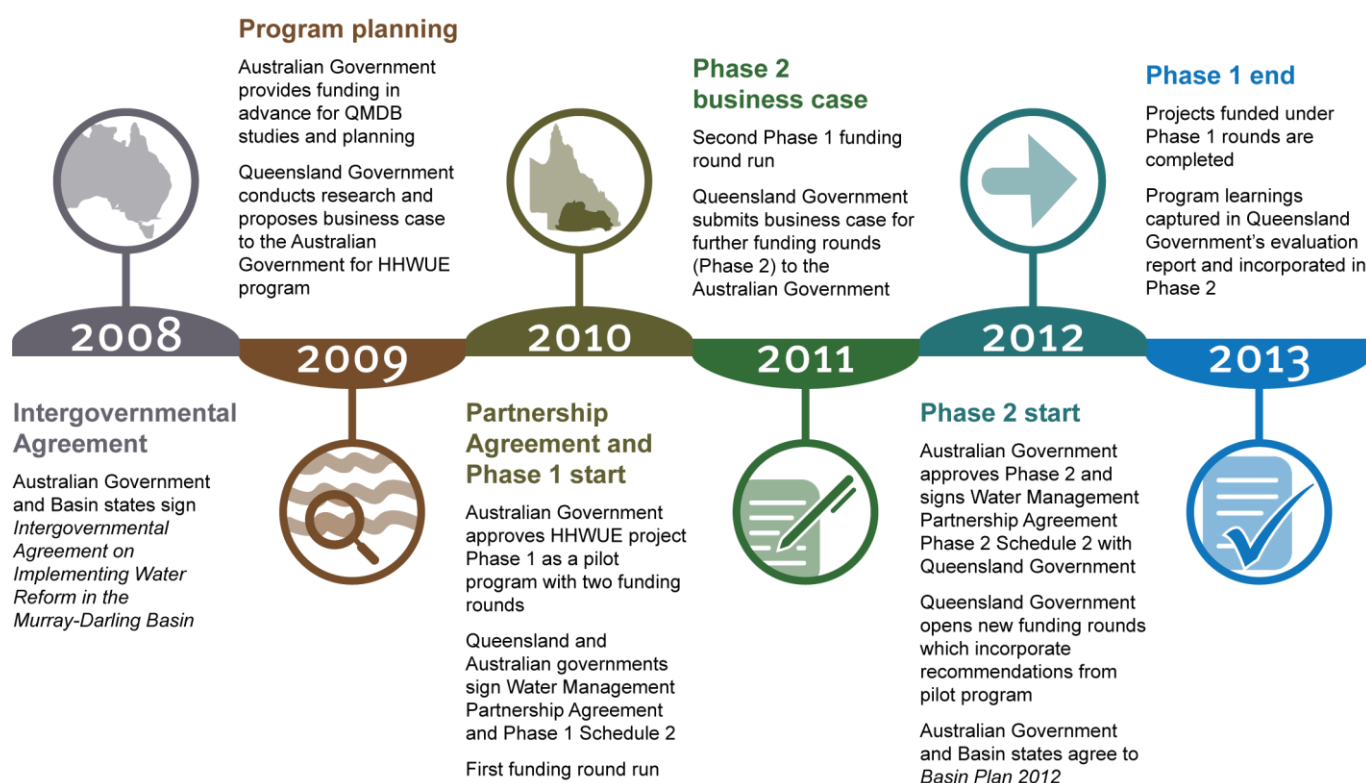 2008
Intergovernmental
Agreement
Australian Government
and Basin states sign
Intergovernmental
Agreement on
Implementing Water
Reform in the
Murray-Darling Basin
Program planning
Australian Government
provides funding in
advance for QMDB
studies and planning
Queensland Government
conducts research and
proposes business case
to the Australian
Government for HHWUE
program
2009
2010
Partnership
Agreement and
Phase 1 start
Australian Government
approves HHWUE project
Phase 1 as a pilot
program with two funding
rounds
Queensland and
Australian governments
sign Water Management
Partnership Agreement
and Phase 1 Schedule 2
First funding round run
Phase 2
business case
Second Phase 1 funding
round run
Queensland Government
submits business case for
further funding rounds
(Phase 2) to the
Australian Government
2011
2012
Phase 2 start
Australian Government
approves Phase 2 and
signs Water Management
Partnership Agreement
Phase 2 Schedule 2 with
Queensland Government
Queensland Government
opens new funding rounds
which incorporate
recommendations from
pilot program
Australian Government
and Basin states agree to
Basin Plan 2012
Phase 1 end
Projects funded under
Phase 1 rounds are
completed
Program learnings
captured in Queensland
Government's evaluation
report and incorporated in
Phase 2
2013